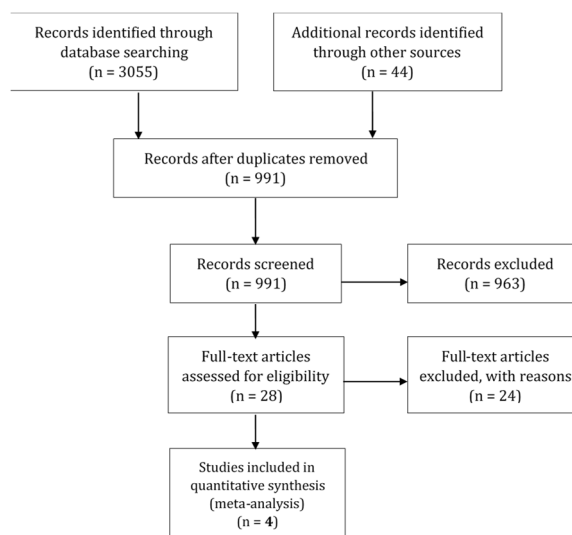 Records identified through
database searching
(n = 3055)
Additional records identified
through other sources
(n = 44)
Records after duplicates removed
(n = 991)
Records screened
(n = 991)
Records excluded
(n = 963)
Full-text articles
assessed for eligibility
(n = 28)
Full-text articles
excluded, with reasons
(n = 24)
Studies included in
quantitative synthesis
(meta-analysis)
(n = 4)